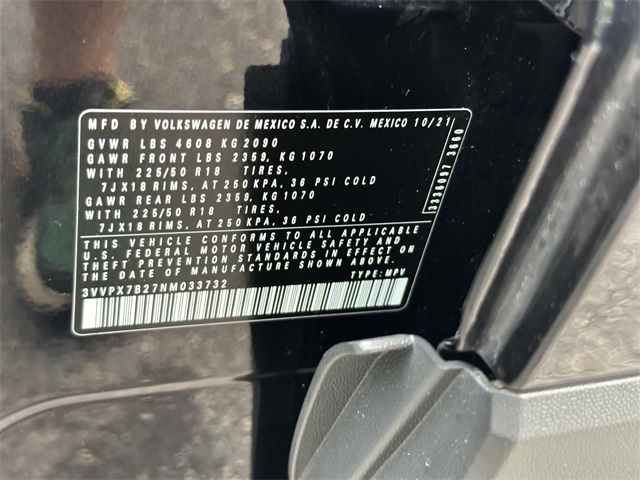 MFD BY VOLKSWAGEN DE MEXICO S.A. DE C.V. MEXICO 10/21
GVWR LBS 4608 KG 2090
GAWR FRONT LBS 2359, KG 1070
WITH 225/50 R18 TIRES,
7JX18 RIMS, AT 250 KPA, 36 PSI COLD
GAWR REAR LBS 2359, KG 1070
WITH 225/50 R18 TIRES,
7JX18 RIMS, AT 250 KPA, 36 PSI COLD
THIS VEHICLE CONFORMS TO ALL APPLICABLE
U.S. FEDERAL MOTOR VEHICLE SAFETY AND
THEFT PREVENTION STANDARDS IN EFFECT ON
THE DATE OF MANUFACTURE SHOWN ABOVE.
3VVPX7B27NM033732 TYPE: MPV
3336097 3660